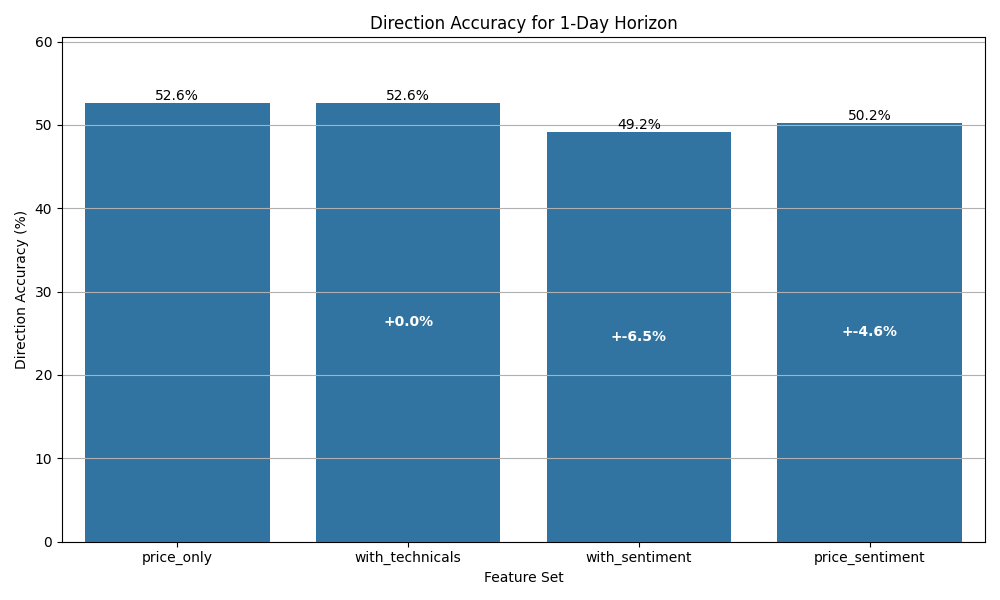 Direction Accuracy for 1-Day Horizon
60
50
40
30
20
10
0
Direction Accuracy (%)
52.6%
52.6%
49.2%
50.2%
+0.0%
+-6.5%
+-4.6%
price_only
with_technicals
with_sentiment
price_sentiment
Feature Set